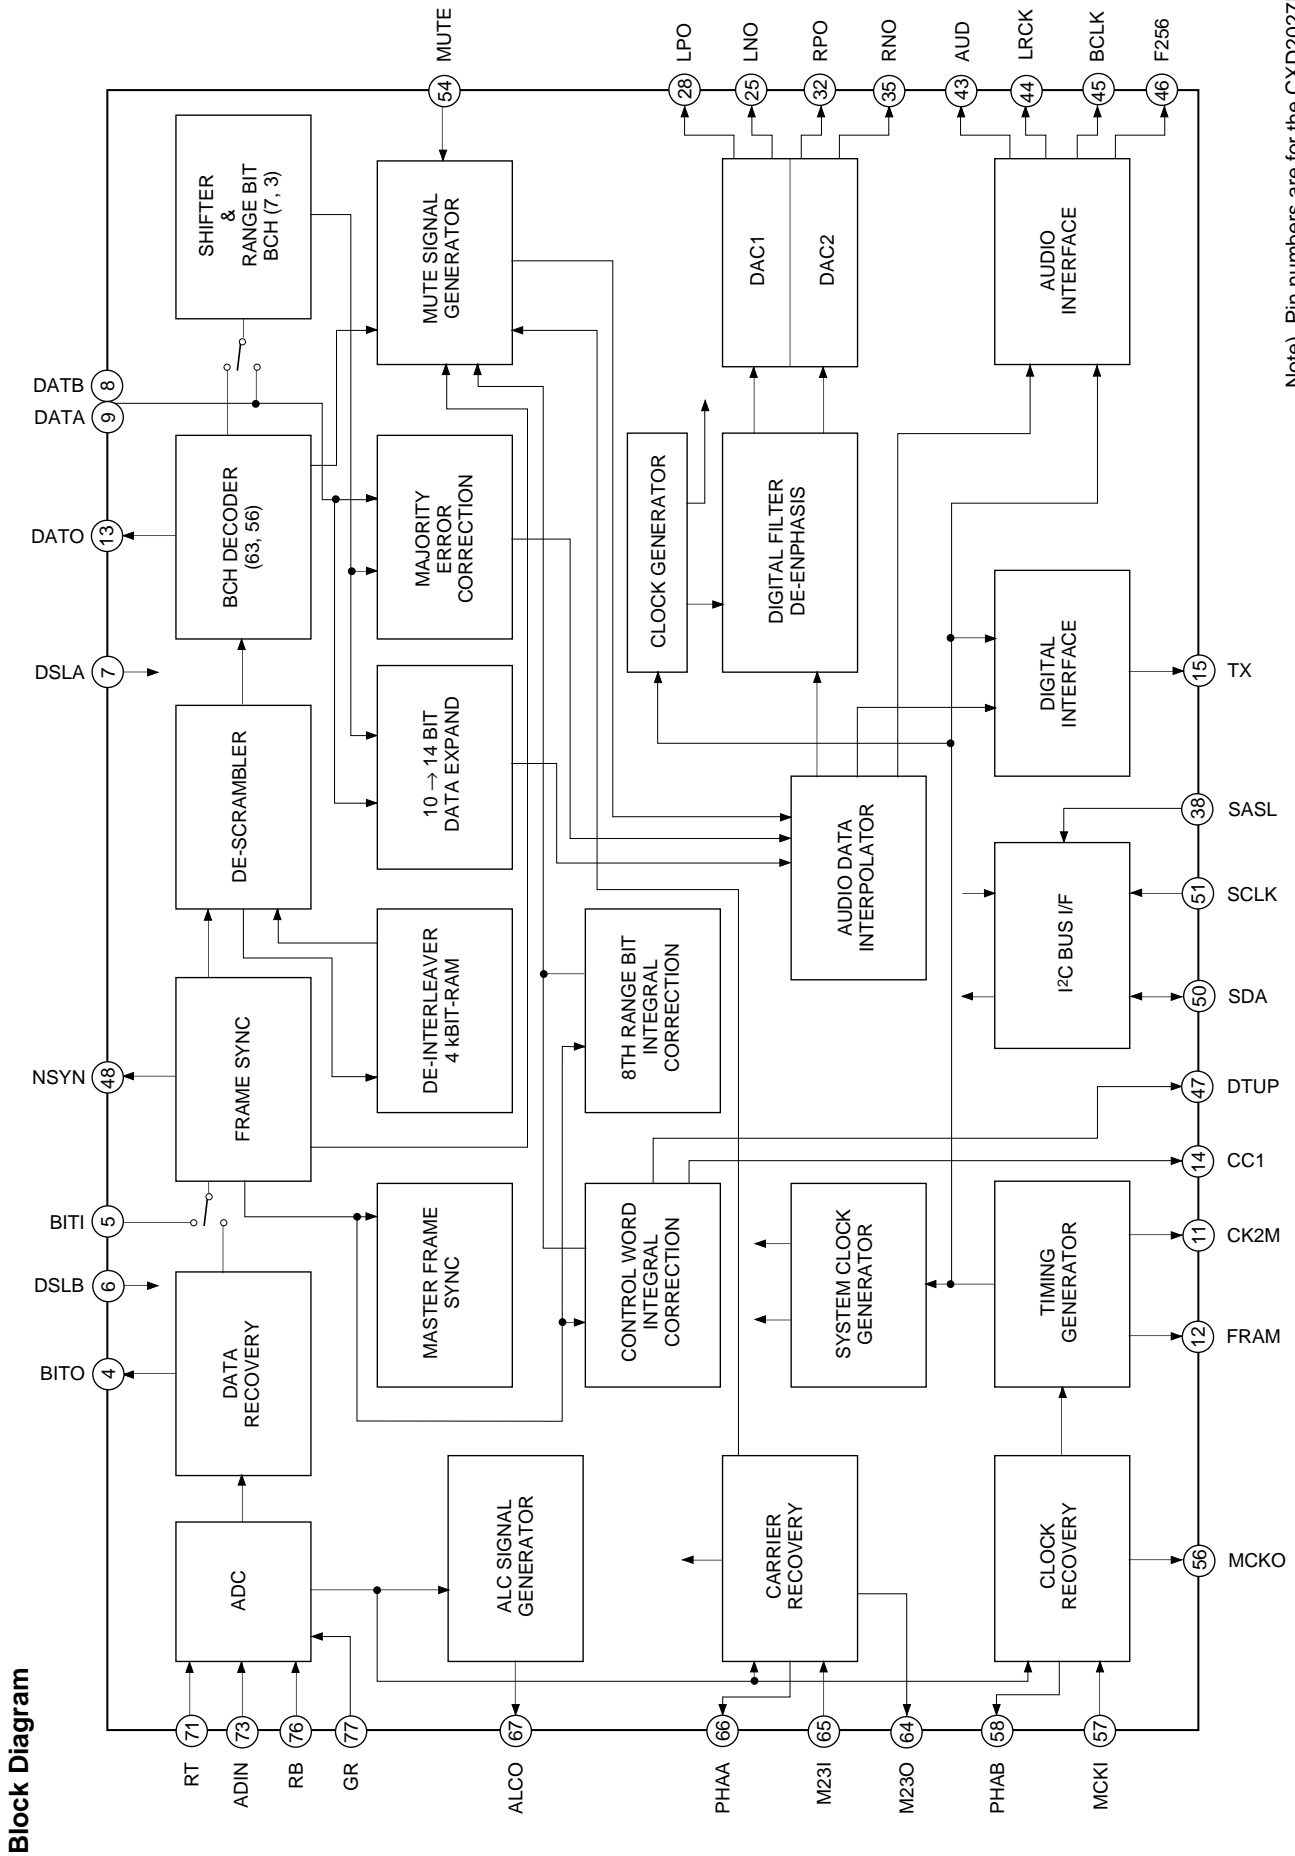 Block Diagram
DATB
8
DATA
9
DATO
13
DSLA
7
NSYN
48
BITI
5
DSLB
6
BITO
4
MUTE
54
LPO
28
LNO
25
RPO
32
RNO
35
AUD
43
LRCK
44
BCLK
45
F256
46
SHIFTER
&
RANGE BIT
BCH (7, 3)
BCH DECODER
(63, 56)
DE-SCRAMBLER
FRAME SYNC
DATA
RECOVERY
ADC
MUTE SIGNAL
GENERATOR
MAJORITY
ERROR
CORRECTION
10 → 14 BIT
DATA EXPAND
DE-INTERLEAVER
4 kBIT-RAM
MASTER FRAME
SYNC
ALC SIGNAL
GENERATOR
8TH RANGE BIT
INTEGRAL
CORRECTION
CONTROL WORD
INTEGRAL
CORRECTION
CLOCK GENERATOR
DAC1
DAC2
DIGITAL FILTER
DE-ENPHASIS
AUDIO DATA
INTERPOLATOR
SYSTEM CLOCK
GENERATOR
CARRIER
RECOVERY
AUDIO
INTERFACE
DIGITAL
INTERFACE
I²C BUS I/F
TIMING
GENERATOR
CLOCK
RECOVERY
15
TX
38
SASL
51
SCLK
50
SDA
47
DTUP
14
CC1
11
CK2M
12
FRAM
56
MCKO
RT
71
ADIN
73
RB
76
GR
77
ALCO
67
PHAA
66
M23I
65
M23O
64
PHAB
58
MCKI
57
Note) Pin numbers are for the